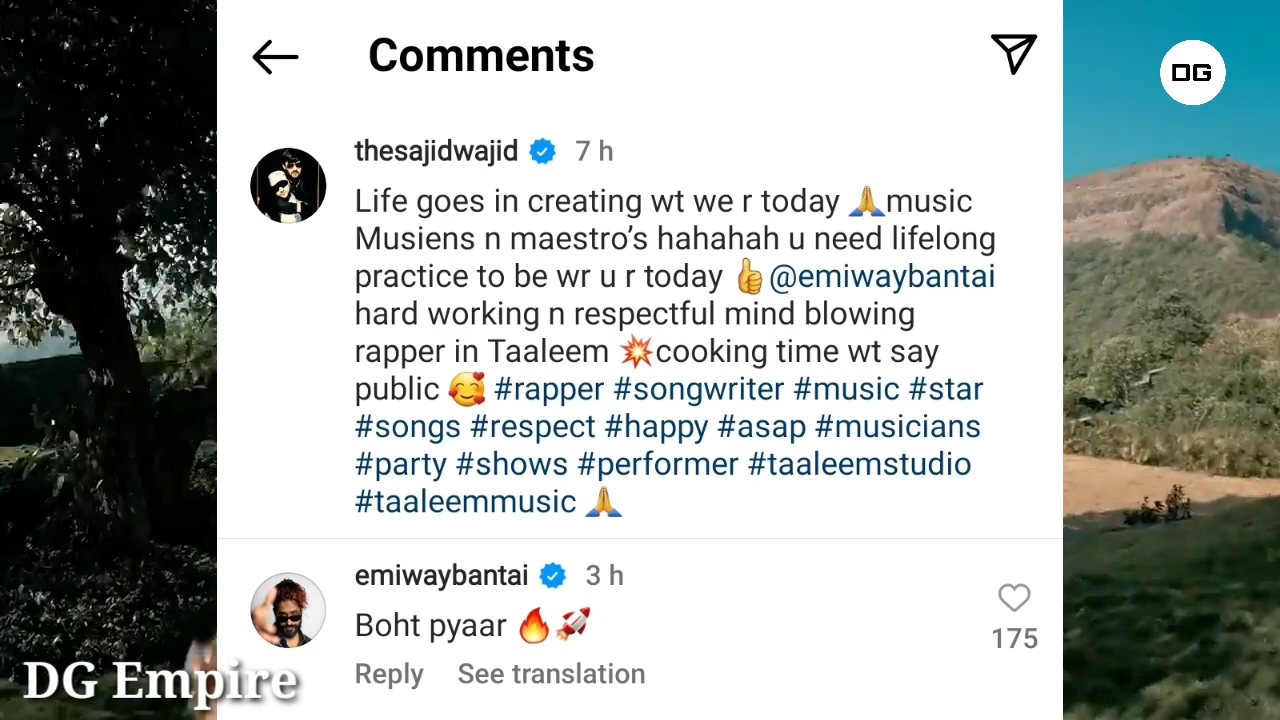 Comments
DG
thesajidwajid 7 h
Life goes in creating wt we r today 🙏music
Musiens n maestro’s hahahah u need lifelong
practice to be wr u r today 👍@emiwaybantai
hard working n respectful mind blowing
rapper in Taaleem 💥cooking time wt say
public 🥰 #rapper #songwriter #music #star
#songs #respect #happy #asap #musicians
#party #shows #performer #taaleemstudio
#taaleemmusic 🙏
emiwaybantai 3 h
Boht pyaar 🔥🚀
175
Reply See translation
DG Empire